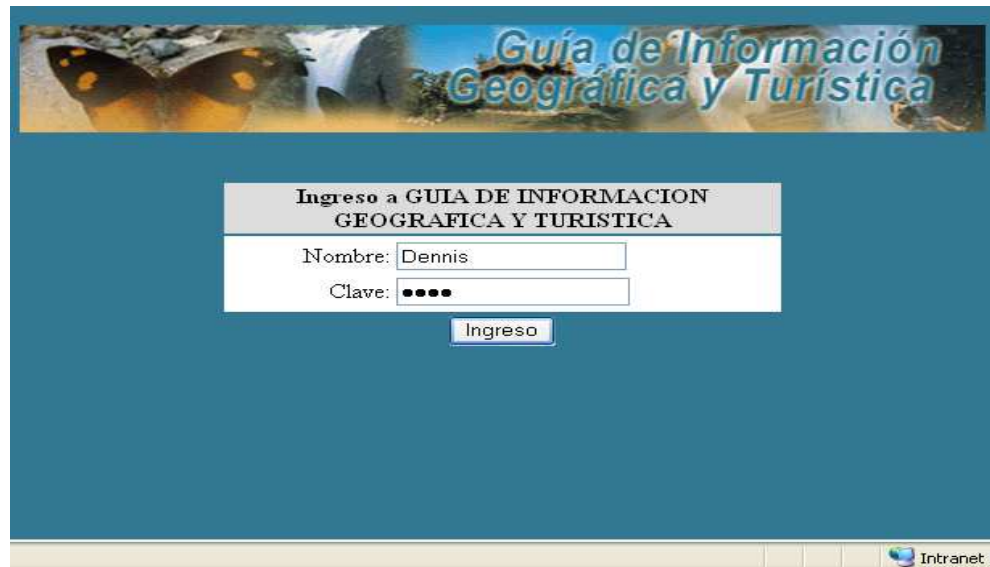 Guía de Información
Geográfica y Turística
Ingreso a GUIA DE INFORMACION
GEOGRAFICA Y TURISTICA
Nombre: Dennis
Clave: ●●●●
Ingreso
Intranet